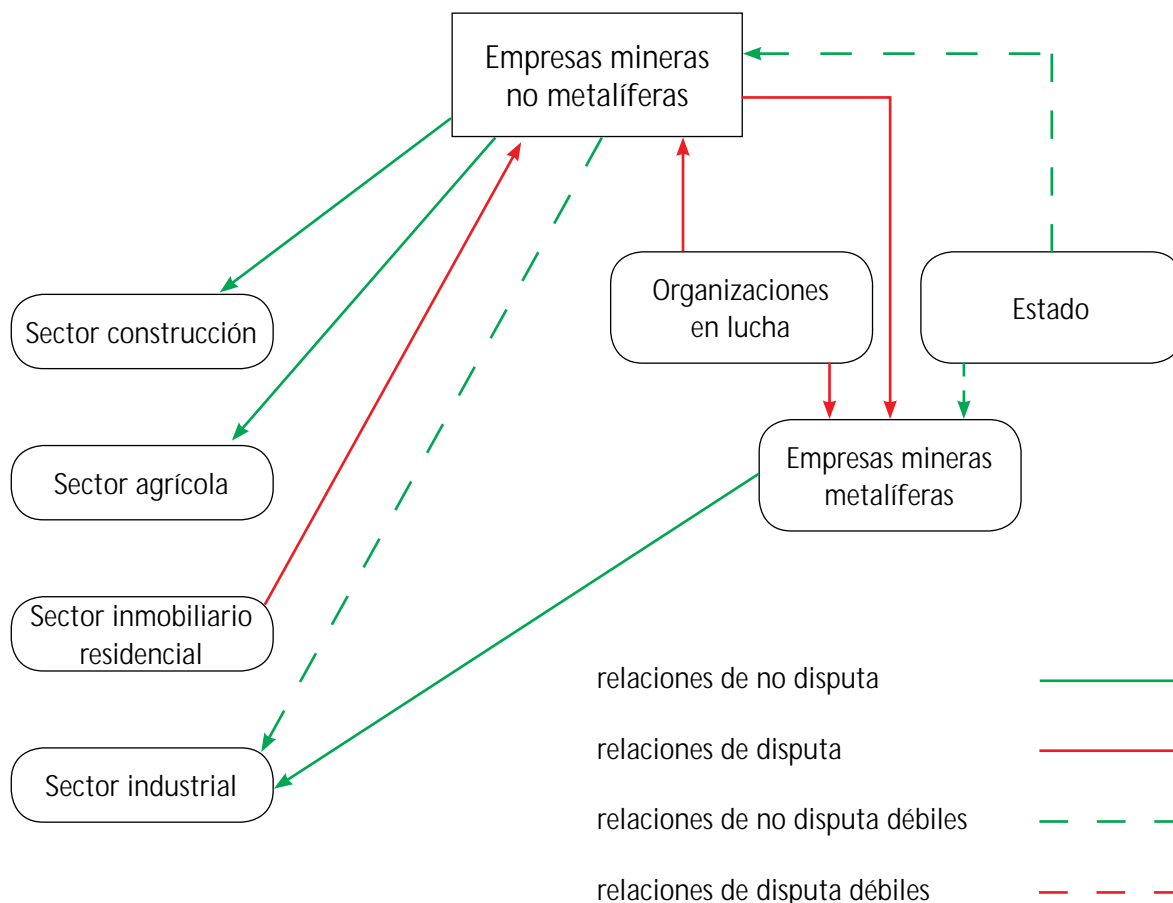 Empresas mineras
no metalíferas
Organizaciones
en lucha
Estado
Sector construcción
Empresas mineras
metalíferas
Sector agrícola
Sector inmobiliario
residencial
Sector industrial
relaciones de no disputa
relaciones de disputa
relaciones de no disputa débiles
relaciones de disputa débiles